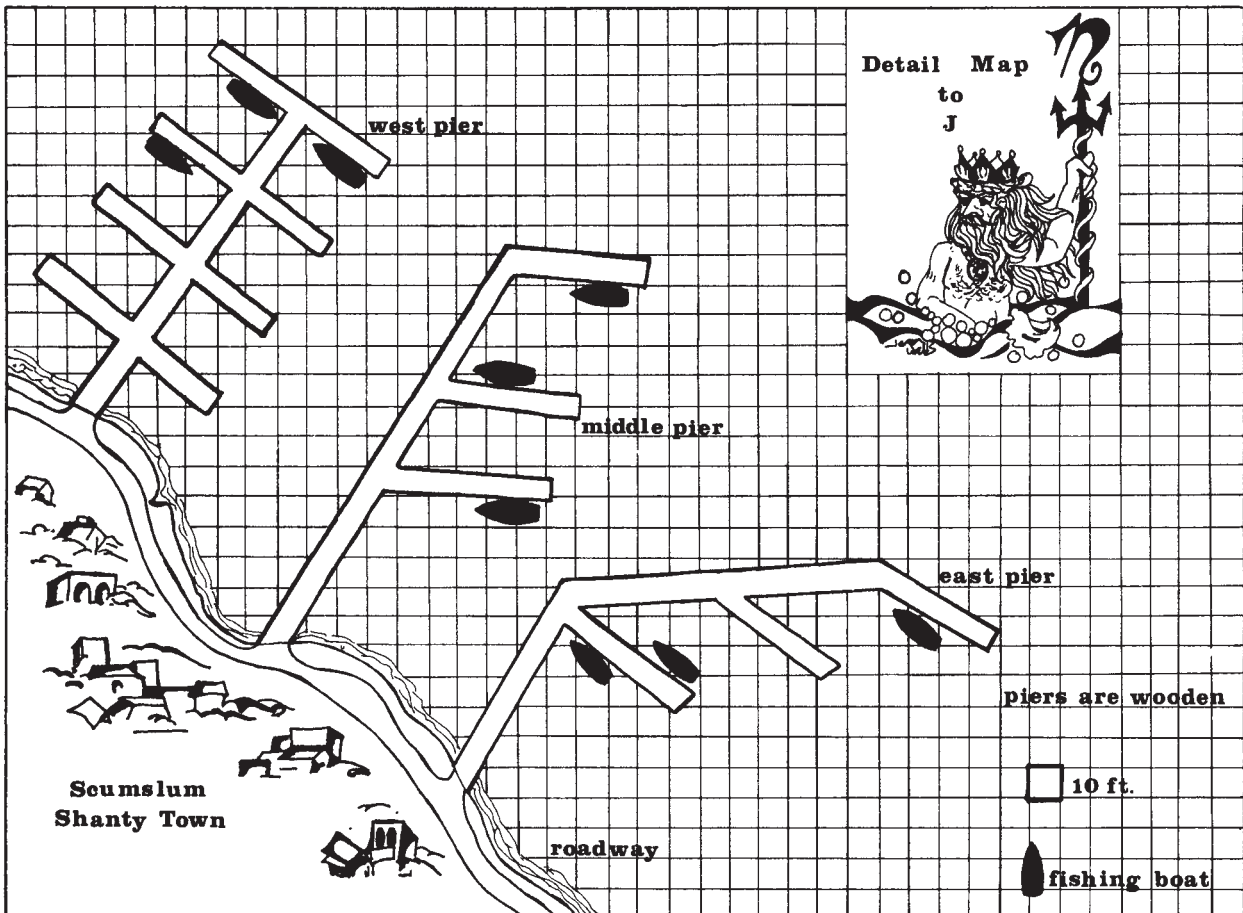 Detail Map
to
J
west pier
middle pier
east pier
piers are wooden
10 ft.
Scumslum
Shanty Town
roadway
fishing boat